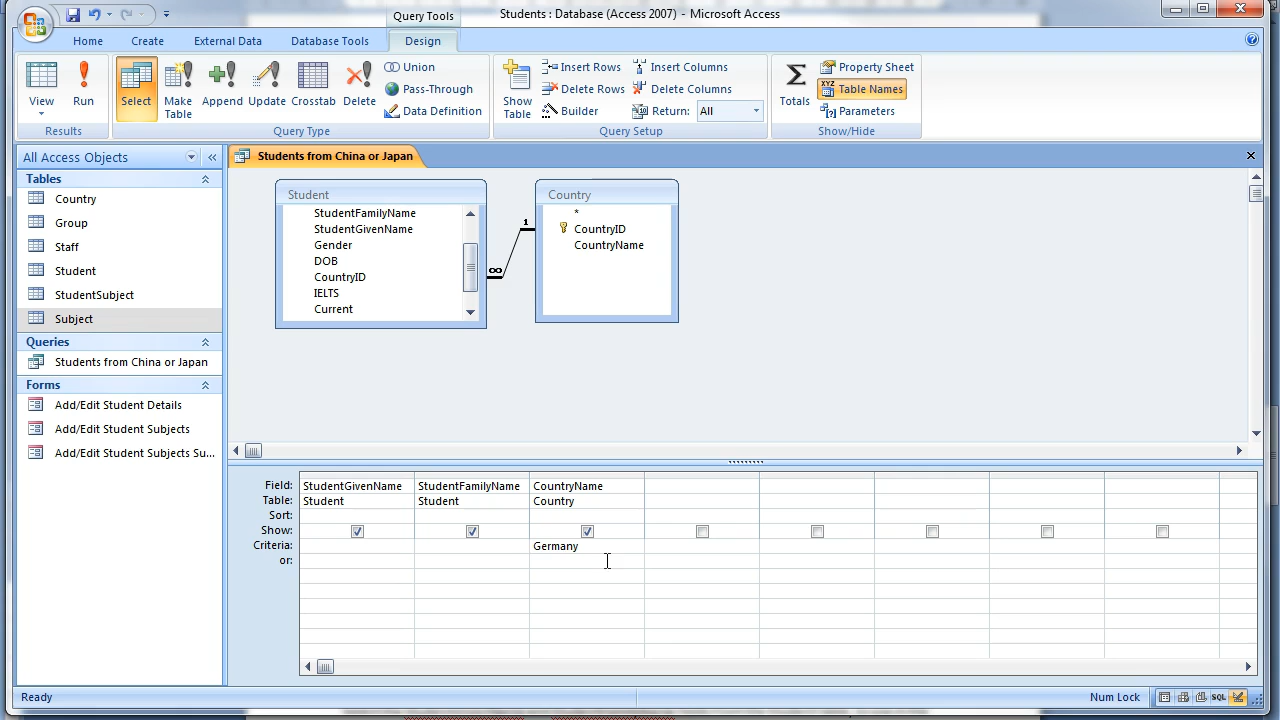 Query Tools
Students : Database (Access 2007) - Microsoft Access
Home
Create
External Data
Database Tools
Design
View
Run
Results
Select
Make
Table
Append
Update
Crosstab
Delete
Union
Pass-Through
Data Definition
Query Type
Show
Table
Insert Rows
Delete Rows
Builder
Insert Columns
Delete Columns
Return: All
Query Setup
Totals
Property Sheet
XYZ Table Names
Parameters
Show/Hide
All Access Objects
Tables
Country
Group
Staff
Student
StudentSubject
Subject
Queries
Students from China or Japan
Forms
Add/Edit Student Details
Add/Edit Student Subjects
Add/Edit Student Subjects Su...
Students from China or Japan
Student
StudentFamilyName
StudentGivenName
Gender
DOB
CountryID
IELTS
Current
∞
1
Country
*
CountryID
CountryName
Field: StudentGivenName StudentFamilyName CountryName
Table: Student Student Country
Sort:
Show:
Criteria: Germany
or:
Ready
Num Lock
SQL